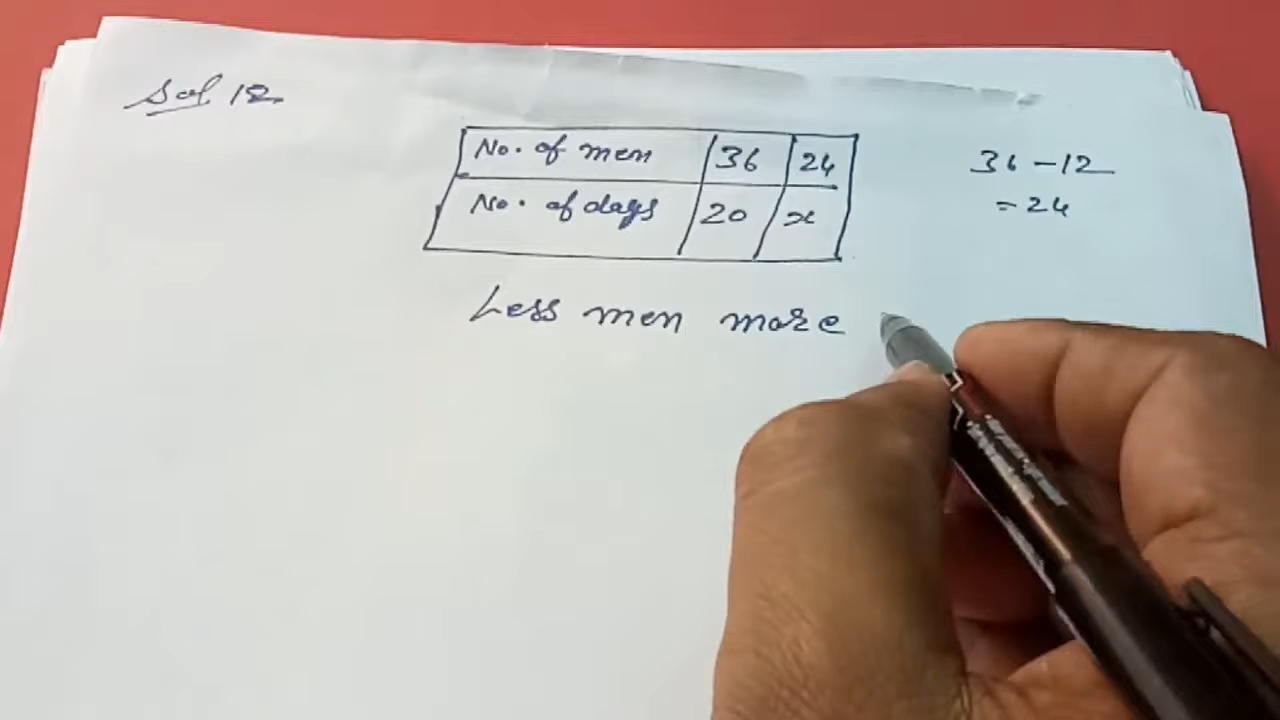 Sol 12.
No. of men 36 24
No. of days 20 x
36 - 12
= 24
Less men more